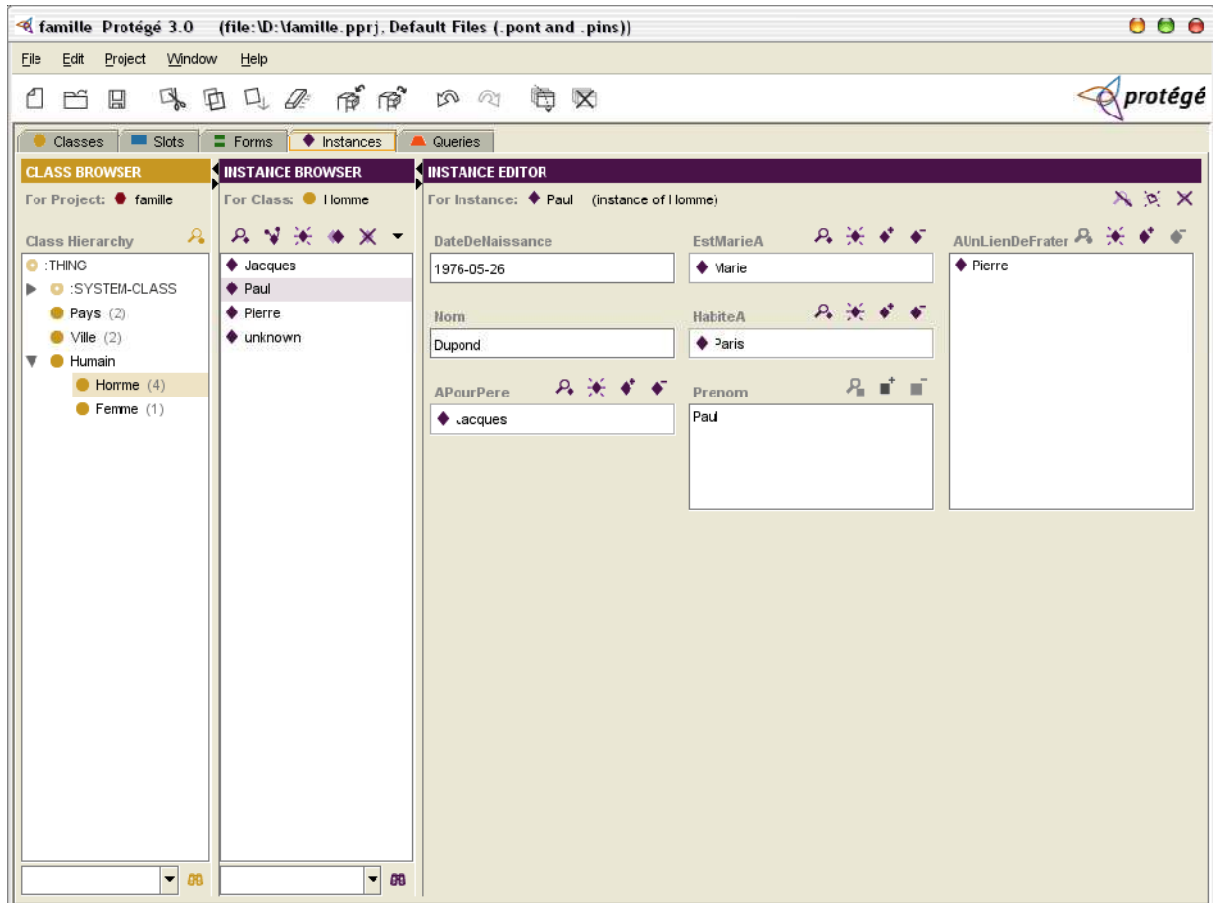 famille Protégé 3.0 (file:\D:\famille.pprj, Default Files (.pont and .pins))
File Edit Project Window Help
protégé
Classes Slots Forms Instances Queries
CLASS BROWSER
For Project: famille
Class Hierarchy
:THING
:SYSTEM-CLASS
Pays (2)
Ville (2)
Humain
Homme (4)
Femme (1)
INSTANCE BROWSER
For Class: Homme
Jacques
Paul
Pierre
unknown
INSTANCE EDITOR
For Instance: Paul (instance of Homme)
DateDeNaissance
1976-05-26
Nom
Dupond
APourPere
Jacques
EstMarieA
Marie
HabiteA
Paris
Prenom
Paul
AUnLienDeFrater
Pierre